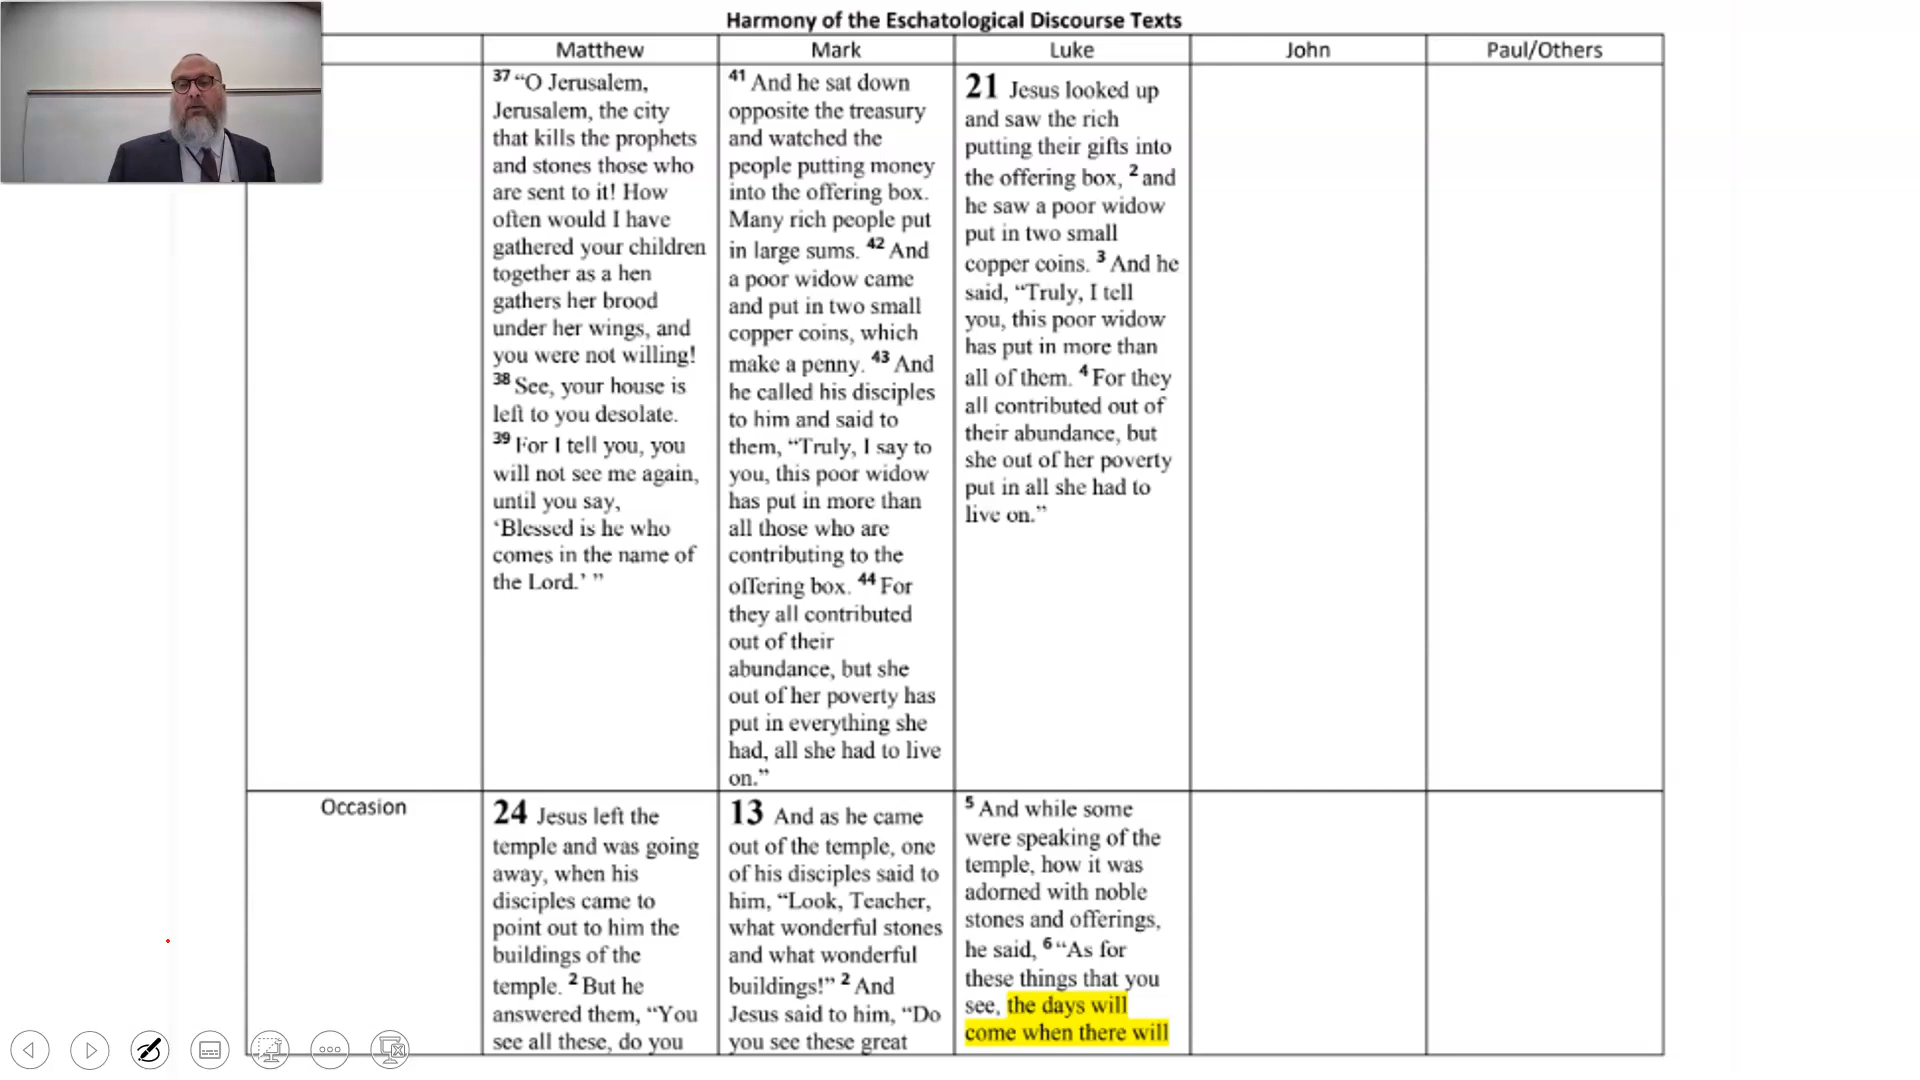 Harmony of the Eschatological Discourse Texts
Matthew
Mark
Luke
John
Paul/Others
37 “O Jerusalem,
Jerusalem, the city
that kills the prophets
and stones those who
are sent to it! How
often would I have
gathered your children
together as a hen
gathers her brood
under her wings, and
you were not willing!
38 See, your house is
left to you desolate.
39 For I tell you, you
will not see me again,
until you say,
‘Blessed is he who
comes in the name of
the Lord.’ ”
41 And he sat down
opposite the treasury
and watched the
people putting money
into the offering box.
Many rich people put
in large sums. 42 And
a poor widow came
and put in two small
copper coins, which
make a penny. 43 And
he called his disciples
to him and said to
them, “Truly, I say to
you, this poor widow
has put in more than
all those who are
contributing to the
offering box. 44 For
they all contributed
out of their
abundance, but she
out of her poverty has
put in everything she
had, all she had to live
on.”
21 Jesus looked up
and saw the rich
putting their gifts into
the offering box, 2 and
he saw a poor widow
put in two small
copper coins. 3 And he
said, “Truly, I tell
you, this poor widow
has put in more than
all of them. 4 For they
all contributed out of
their abundance, but
she out of her poverty
put in all she had to
live on.”
Occasion
24 Jesus left the
temple and was going
away, when his
disciples came to
point out to him the
buildings of the
temple. 2 But he
answered them, “You
see all these, do you
13 And as he came
out of the temple, one
of his disciples said to
him, “Look, Teacher,
what wonderful stones
and what wonderful
buildings!” 2 And
Jesus said to him, “Do
you see these great
5 And while some
were speaking of the
temple, how it was
adorned with noble
stones and offerings,
he said, 6 “As for
these things that you
see, the days will
come when there will